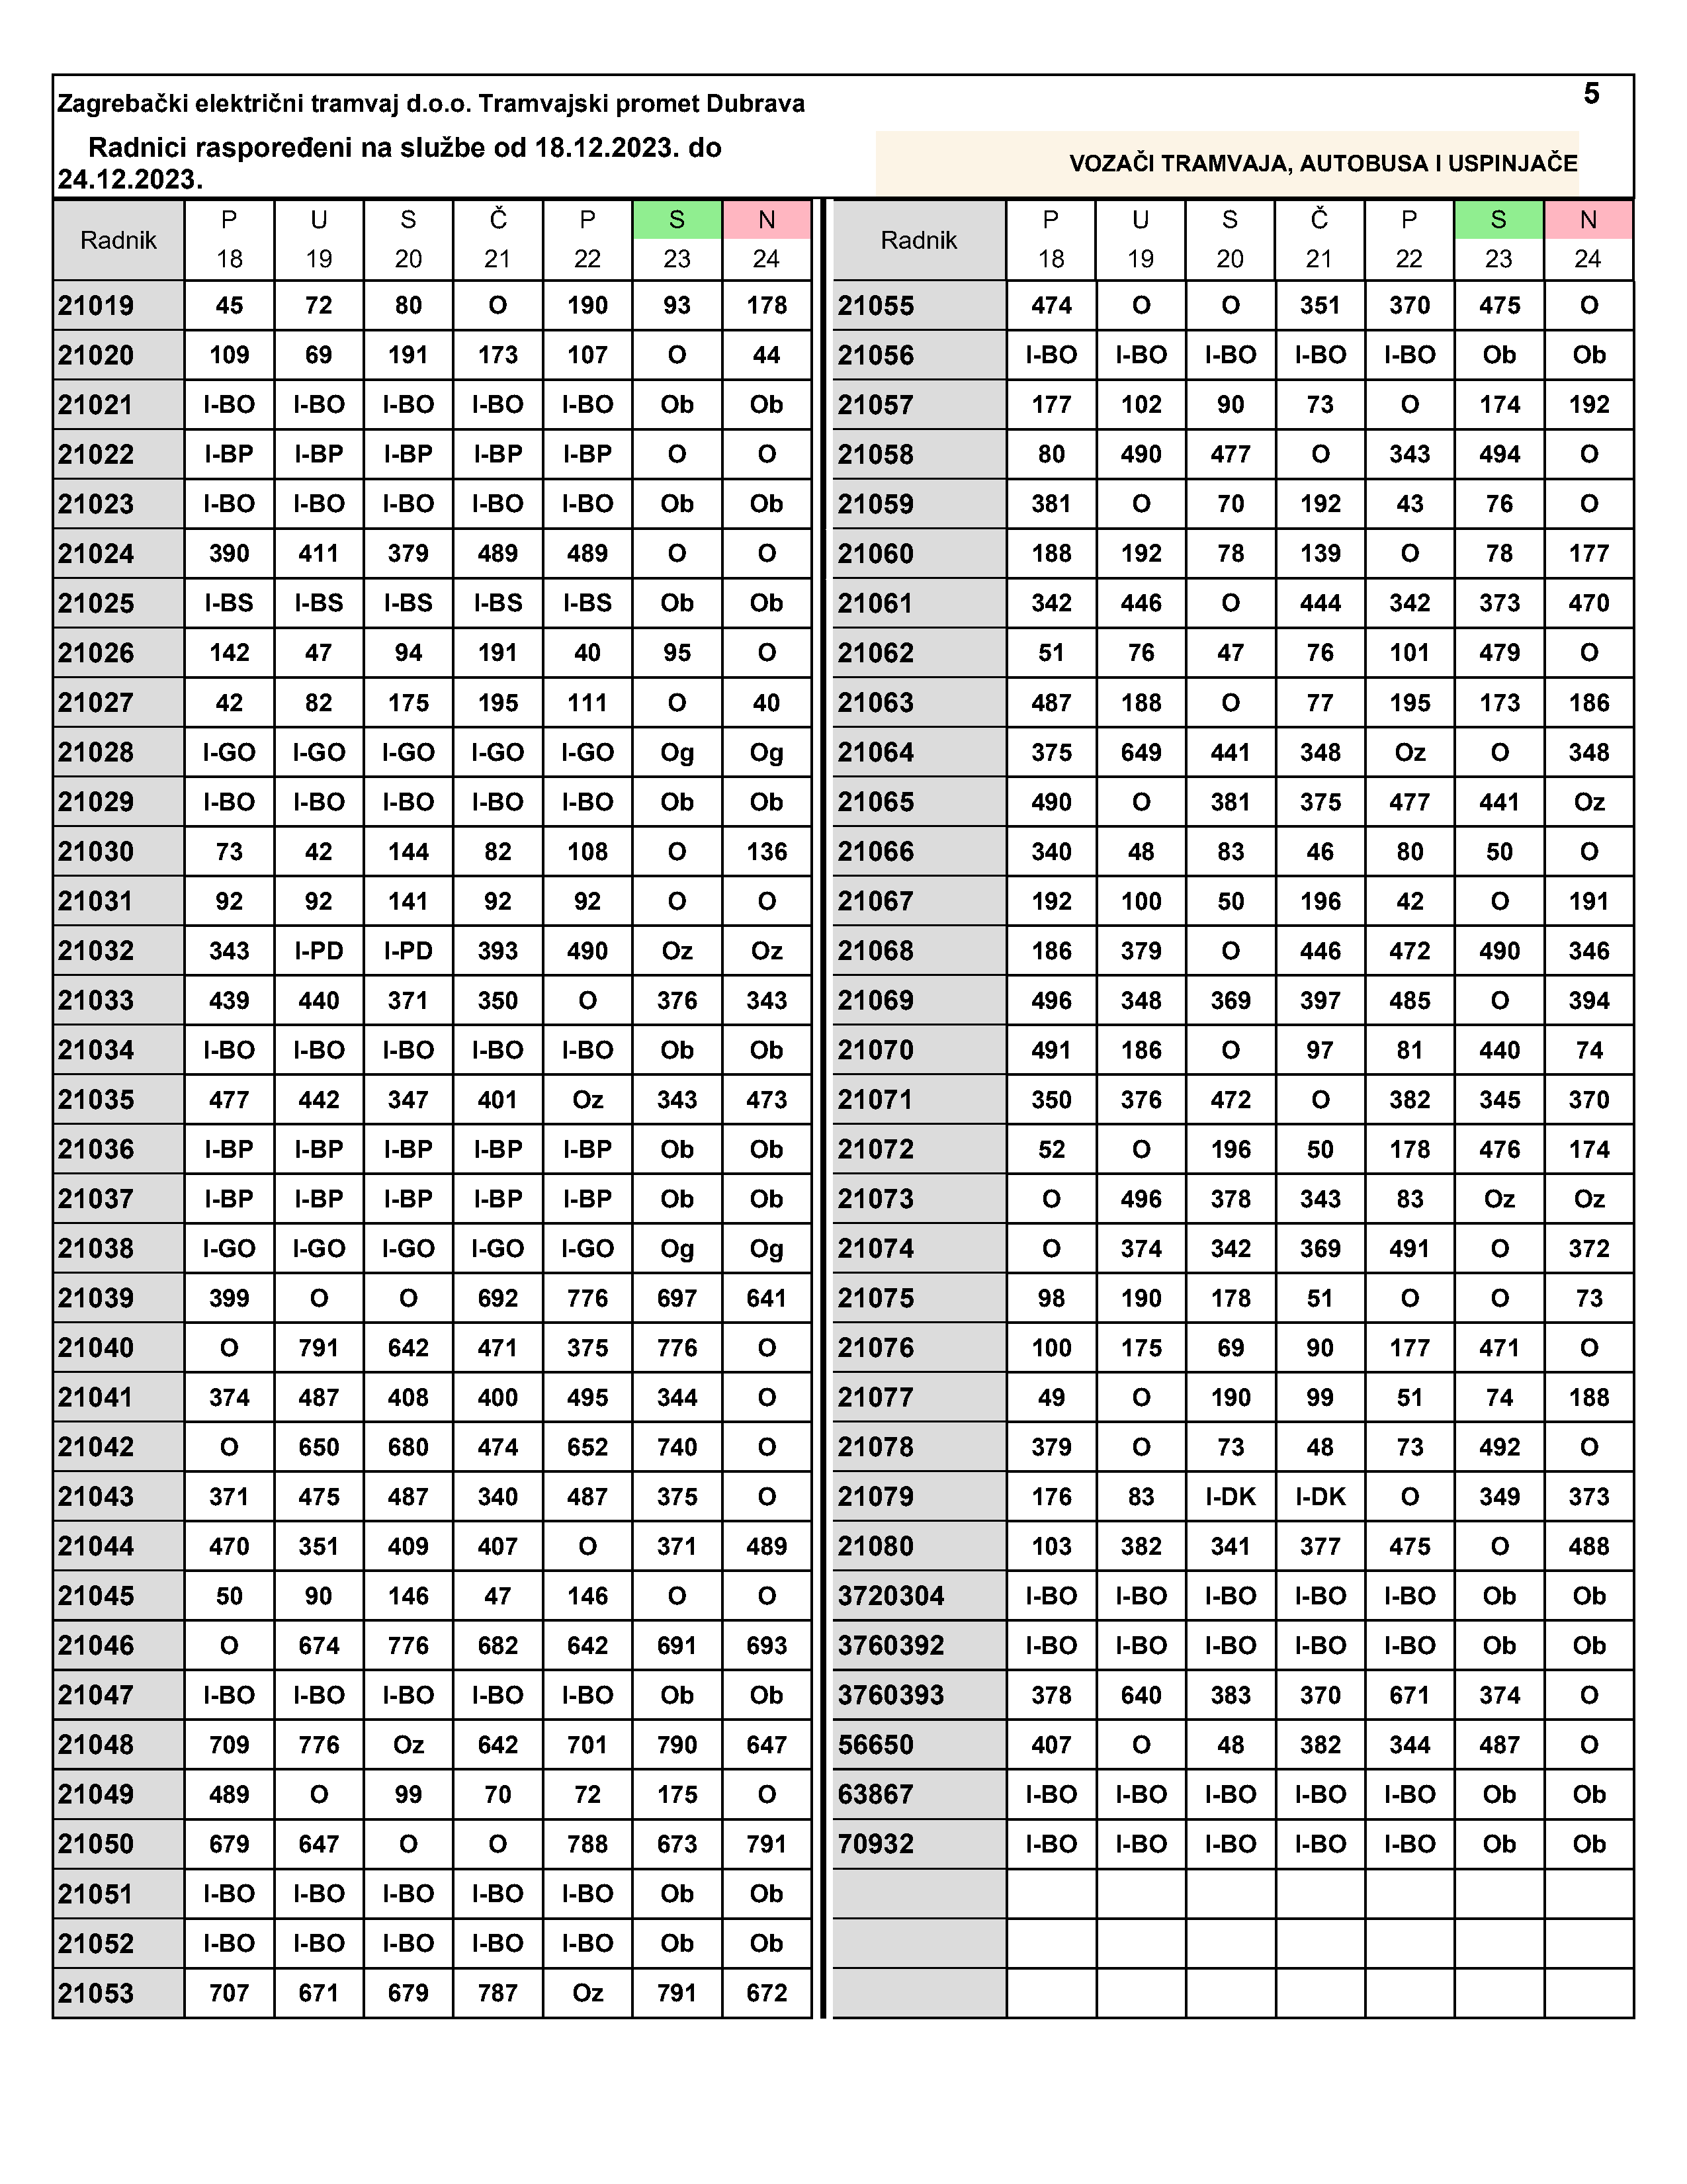 5
Zagrebački električni tramvaj d.o.o. Tramvajski promet Dubrava
Radnici raspoređeni na službe od 18.12.2023. do
24.12.2023.
VOZAČI TRAMVAJA, AUTOBUSA I USPINJAČE
Radnik P U S Č P S N
18 19 20 21 22 23 24
21019 45 72 80 O 190 93 178
21020 109 69 191 173 107 O 44
21021 I-BO I-BO I-BO I-BO I-BO Ob Ob
21022 I-BP I-BP I-BP I-BP I-BP O O
21023 I-BO I-BO I-BO I-BO I-BO Ob Ob
21024 390 411 379 489 489 O O
21025 I-BS I-BS I-BS I-BS I-BS Ob Ob
21026 142 47 94 191 40 95 O
21027 42 82 175 195 111 O 40
21028 I-GO I-GO I-GO I-GO I-GO Og Og
21029 I-BO I-BO I-BO I-BO I-BO Ob Ob
21030 73 42 144 82 108 O 136
21031 92 92 141 92 92 O O
21032 343 I-PD I-PD 393 490 Oz Oz
21033 439 440 371 350 O 376 343
21034 I-BO I-BO I-BO I-BO I-BO Ob Ob
21035 477 442 347 401 Oz 343 473
21036 I-BP I-BP I-BP I-BP I-BP Ob Ob
21037 I-BP I-BP I-BP I-BP I-BP Ob Ob
21038 I-GO I-GO I-GO I-GO I-GO Og Og
21039 399 O O 692 776 697 641
21040 O 791 642 471 375 776 O
21041 374 487 408 400 495 344 O
21042 O 650 680 474 652 740 O
21043 371 475 487 340 487 375 O
21044 470 351 409 407 O 371 489
21045 50 90 146 47 146 O O
21046 O 674 776 682 642 691 693
21047 I-BO I-BO I-BO I-BO I-BO Ob Ob
21048 709 776 Oz 642 701 790 647
21049 489 O 99 70 72 175 O
21050 679 647 O O 788 673 791
21051 I-BO I-BO I-BO I-BO I-BO Ob Ob
21052 I-BO I-BO I-BO I-BO I-BO Ob Ob
21053 707 671 679 787 Oz 791 672
Radnik P U S Č P S N
18 19 20 21 22 23 24
21055 474 O O 351 370 475 O
21056 I-BO I-BO I-BO I-BO I-BO Ob Ob
21057 177 102 90 73 O 174 192
21058 80 490 477 O 343 494 O
21059 381 O 70 192 43 76 O
21060 188 192 78 139 O 78 177
21061 342 446 O 444 342 373 470
21062 51 76 47 76 101 479 O
21063 487 188 O 77 195 173 186
21064 375 649 441 348 Oz O 348
21065 490 O 381 375 477 441 Oz
21066 340 48 83 46 80 50 O
21067 192 100 50 196 42 O 191
21068 186 379 O 446 472 490 346
21069 496 348 369 397 485 O 394
21070 491 186 O 97 81 440 74
21071 350 376 472 O 382 345 370
21072 52 O 196 50 178 476 174
21073 O 496 378 343 83 Oz Oz
21074 O 374 342 369 491 O 372
21075 98 190 178 51 O O 73
21076 100 175 69 90 177 471 O
21077 49 O 190 99 51 74 188
21078 379 O 73 48 73 492 O
21079 176 83 I-DK I-DK O 349 373
21080 103 382 341 377 475 O 488
3720304 I-BO I-BO I-BO I-BO I-BO Ob Ob
3760392 I-BO I-BO I-BO I-BO I-BO Ob Ob
3760393 378 640 383 370 671 374 O
56650 407 O 48 382 344 487 O
63867 I-BO I-BO I-BO I-BO I-BO Ob Ob
70932 I-BO I-BO I-BO I-BO I-BO Ob Ob